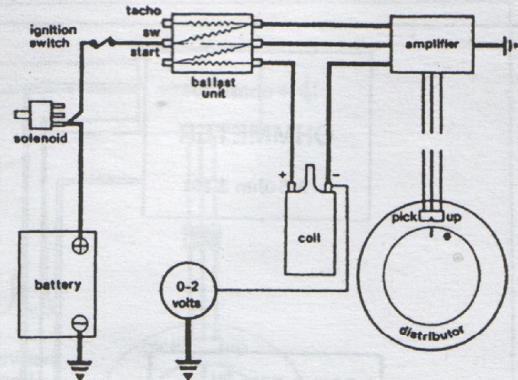 tacho
ignition
switch
sw
start
ballast
unit
amplifier
solenoid
+
−
coil
pick up
battery
0-2
volts
distributor